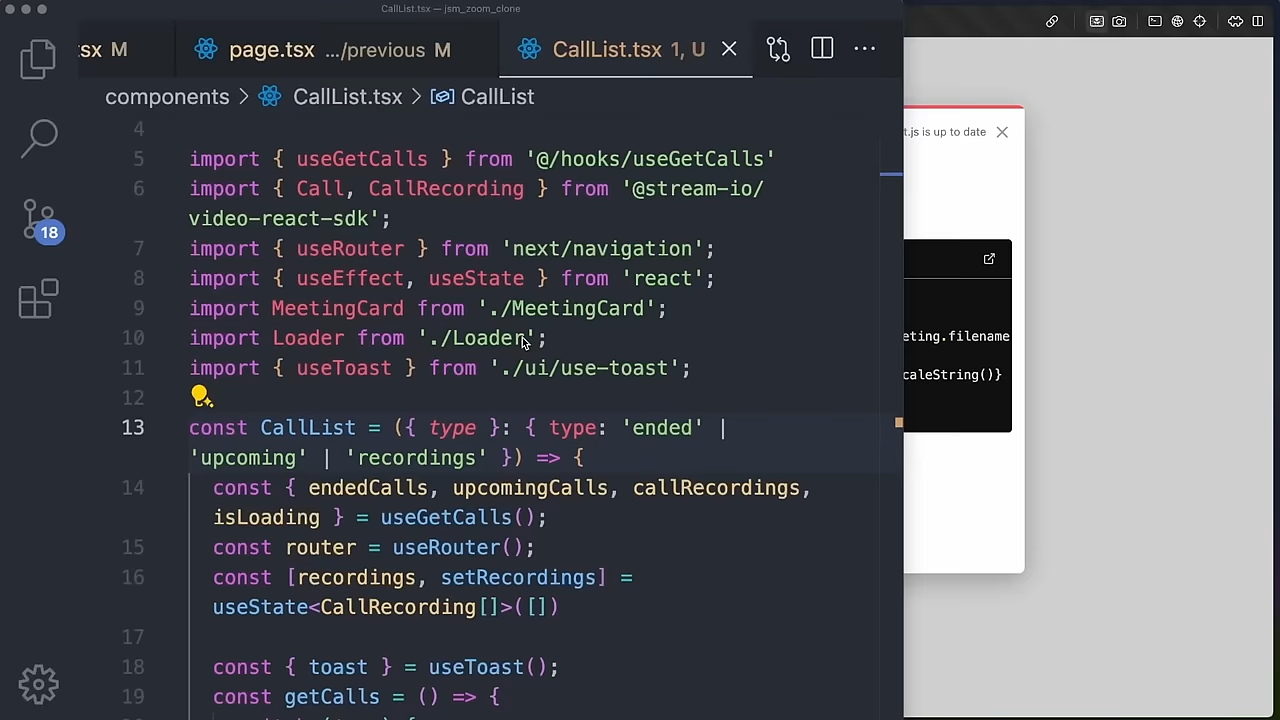 CallList.tsx — jsm_zoom_clone
.tsx M
page.tsx .../previous M
CallList.tsx 1, U
components > CallList.tsx > CallList
4
5 import { useGetCalls } from '@/hooks/useGetCalls'
6 import { Call, CallRecording } from '@stream-io/
video-react-sdk';
7 import { useRouter } from 'next/navigation';
8 import { useEffect, useState } from 'react';
9 import MeetingCard from './MeetingCard';
10 import Loader from './Loader';
11 import { useToast } from './ui/use-toast';
12
13 const CallList = ({ type }: { type: 'ended' |
'upcoming' | 'recordings' }) => {
14 const { endedCalls, upcomingCalls, callRecordings,
isLoading } = useGetCalls();
15 const router = useRouter();
16 const [recordings, setRecordings] =
useState<CallRecording[]>([])
17
18 const { toast } = useToast();
19 const getCalls = () => {
18
t.js is up to date
eting.filename
caleString()}